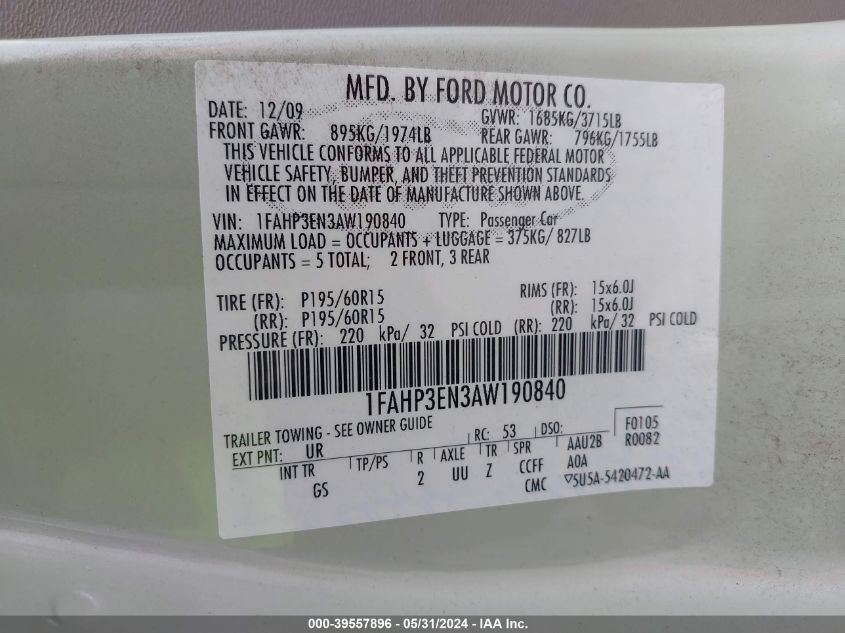 MFD. BY FORD MOTOR CO.
DATE: 12/09 GVWR: 1685KG/3715LB
FRONT GAWR: 895KG/1974LB REAR GAWR: 796KG/1755LB
THIS VEHICLE CONFORMS TO ALL APPLICABLE FEDERAL MOTOR
VEHICLE SAFETY, BUMPER, AND THEFT PREVENTION STANDARDS
IN EFFECT ON THE DATE OF MANUFACTURE SHOWN ABOVE.
VIN: 1FAHP3EN3AW190840 TYPE: Passenger Car
MAXIMUM LOAD = OCCUPANTS + LUGGAGE = 375KG/ 827LB
OCCUPANTS = 5 TOTAL; 2 FRONT, 3 REAR
TIRE (FR): P195/60R15 RIMS (FR): 15x6.0J
(RR): P195/60R15 (RR): 15x6.0J
PRESSURE (FR): 220 kPa/ 32 PSI COLD (RR): 220 kPa/ 32 PSI COLD
1FAHP3EN3AW190840
TRAILER TOWING - SEE OWNER GUIDE
EXT PNT: UR RC: 53 DSO: F0105
INT TR TP/PS R AXLE TR SPR AAU2B R0082
GS 2 UU Z CCFF A0A
CMC ▽5U5A-5420472-AA
000-39557896 - 05/31/2024 - IAA Inc.